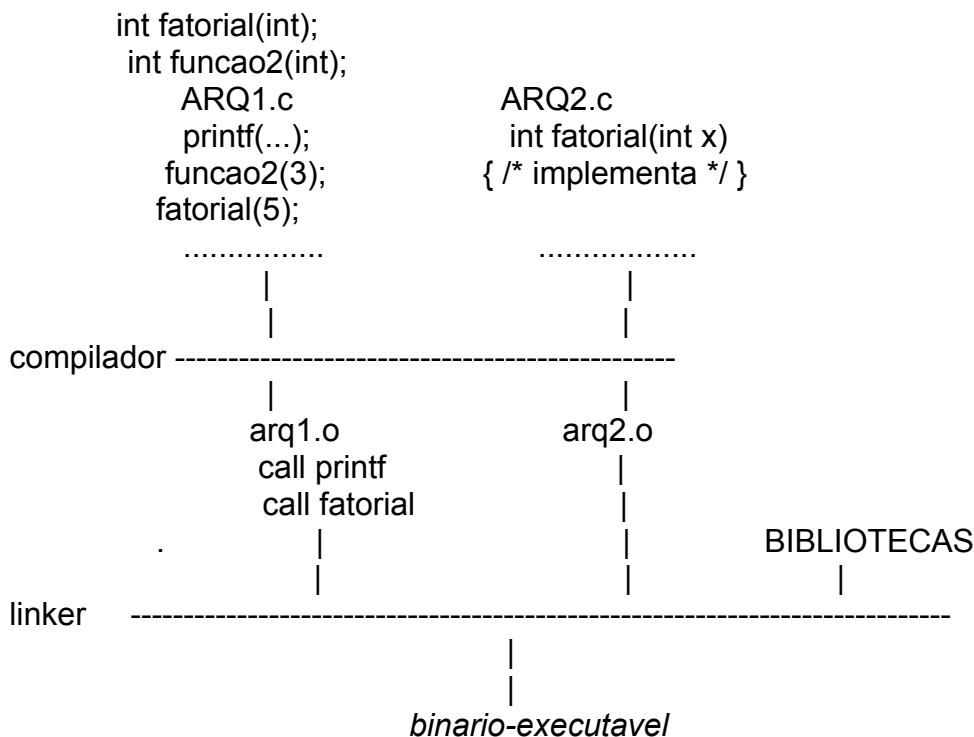 int fatorial(int);
int funcao2(int);
ARQ1.c ARQ2.c
printf(...); int fatorial(int x)
funcao2(3); { /* implementa */ }
fatorial(5);
................ ..................
| |
| |
compilador -----------------------------------------------
| |
arq1.o arq2.o
call printf |
call fatorial |
. | | BIBLIOTECAS
| | |
linker -----------------------------------------------------------------------------
|
|
binario-executavel